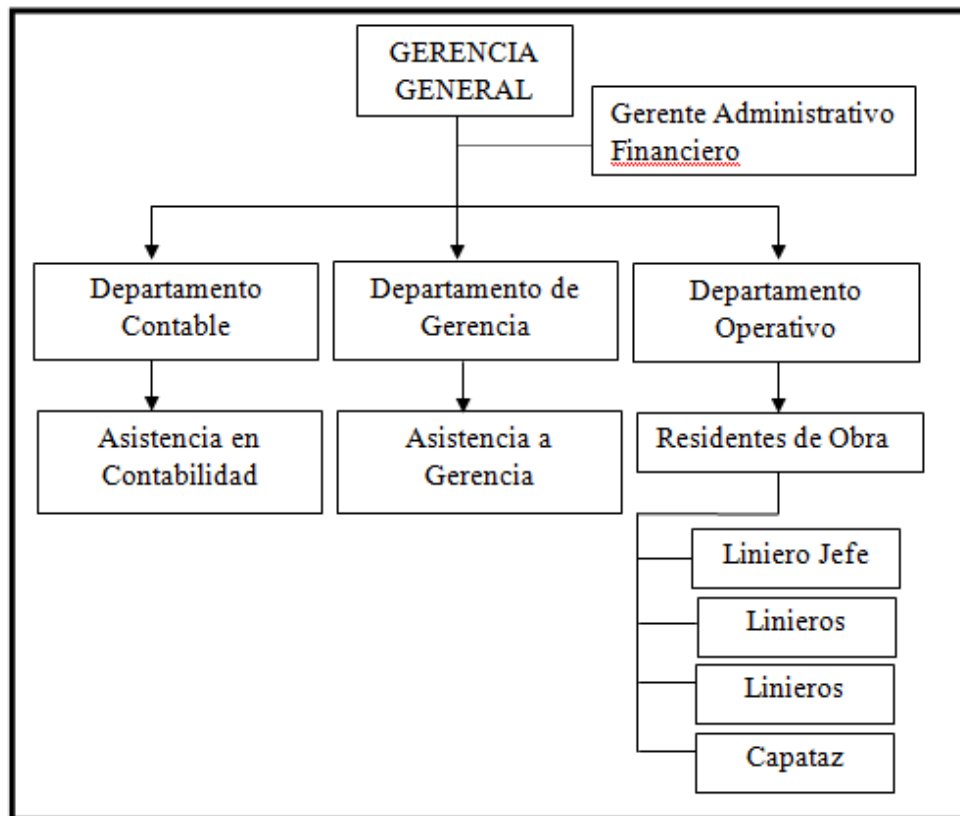 GERENCIA
GENERAL
Gerente Administrativo
Financiero
Departamento
Contable
Departamento de
Gerencia
Departamento
Operativo
Asistencia en
Contabilidad
Asistencia a
Gerencia
Residentes de Obra
Liniero Jefe
Linieros
Linieros
Capataz